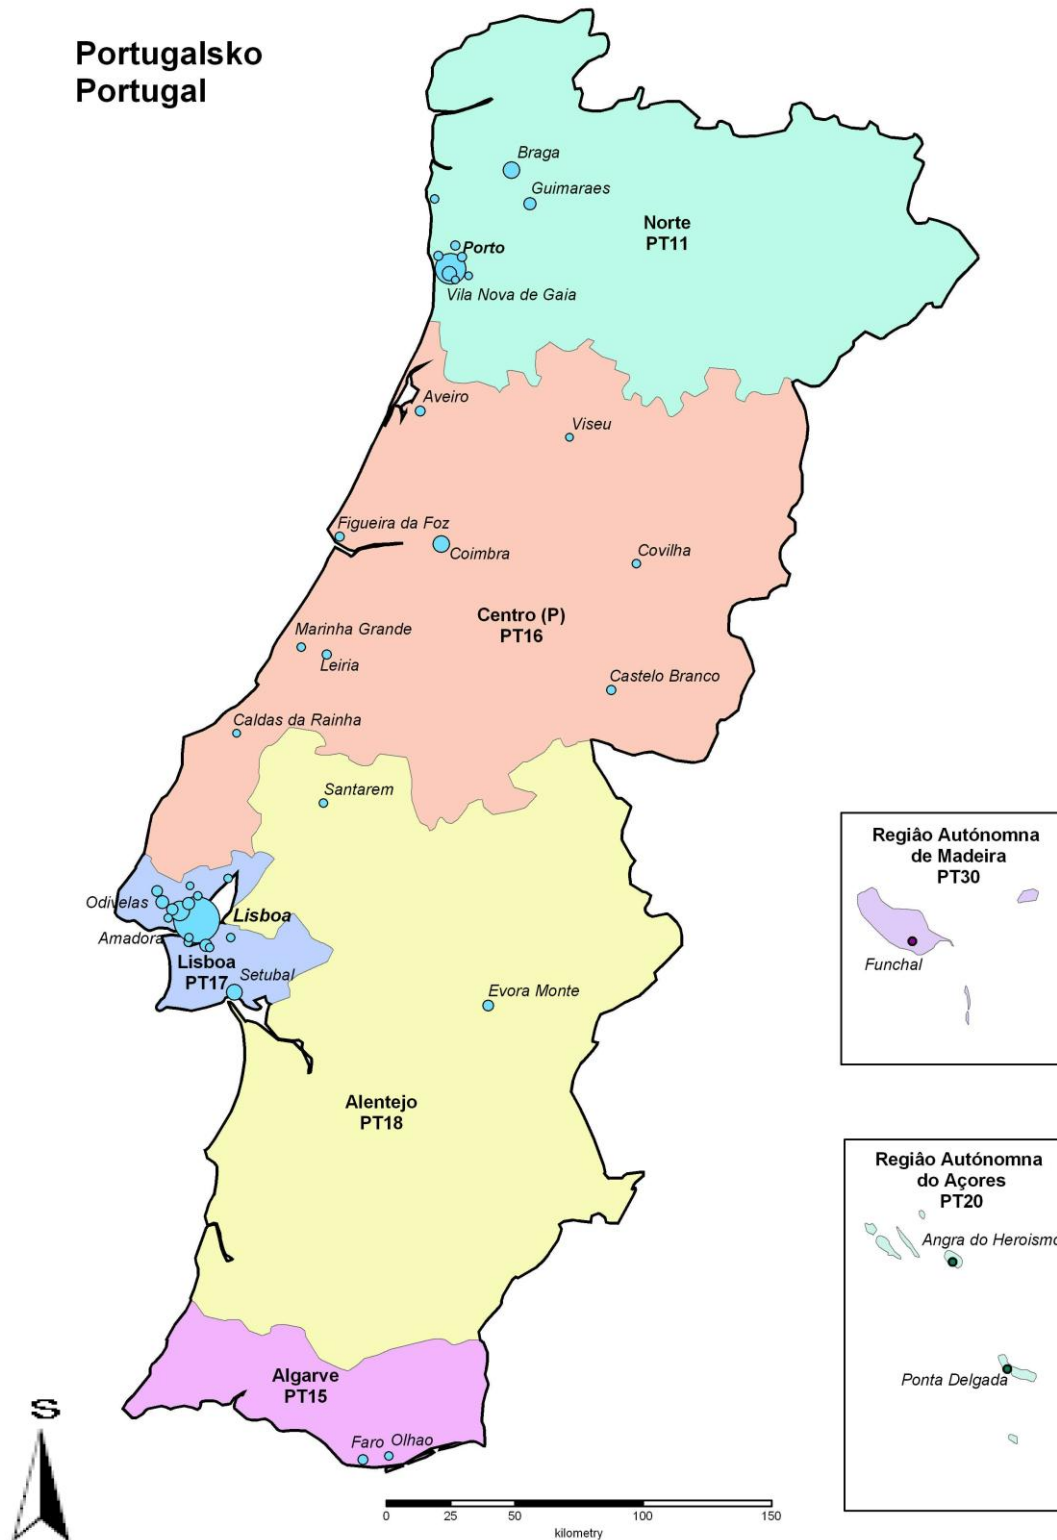 Portugalsko
Portugal
Braga
Guimaraes
Norte
PT11
Porto
Vila Nova de Gaia
Aveiro
Viseu
Figueira da Foz
Coimbra
Covilha
Centro (P)
PT16
Marinha Grande
Leiria
Castelo Branco
Caldas da Rainha
Santarem
Odivelas
Lisboa
Amadora
Lisboa
PT17
Setubal
Evora Monte
Alentejo
PT18
Algarve
PT15
Faro
Olhao
Região Autónomna
de Madeira
PT30
Funchal
Região Autónomna
do Açores
PT20
Angra do Heroismo
Ponta Delgada
S
0 25 50 100 150
kilometry